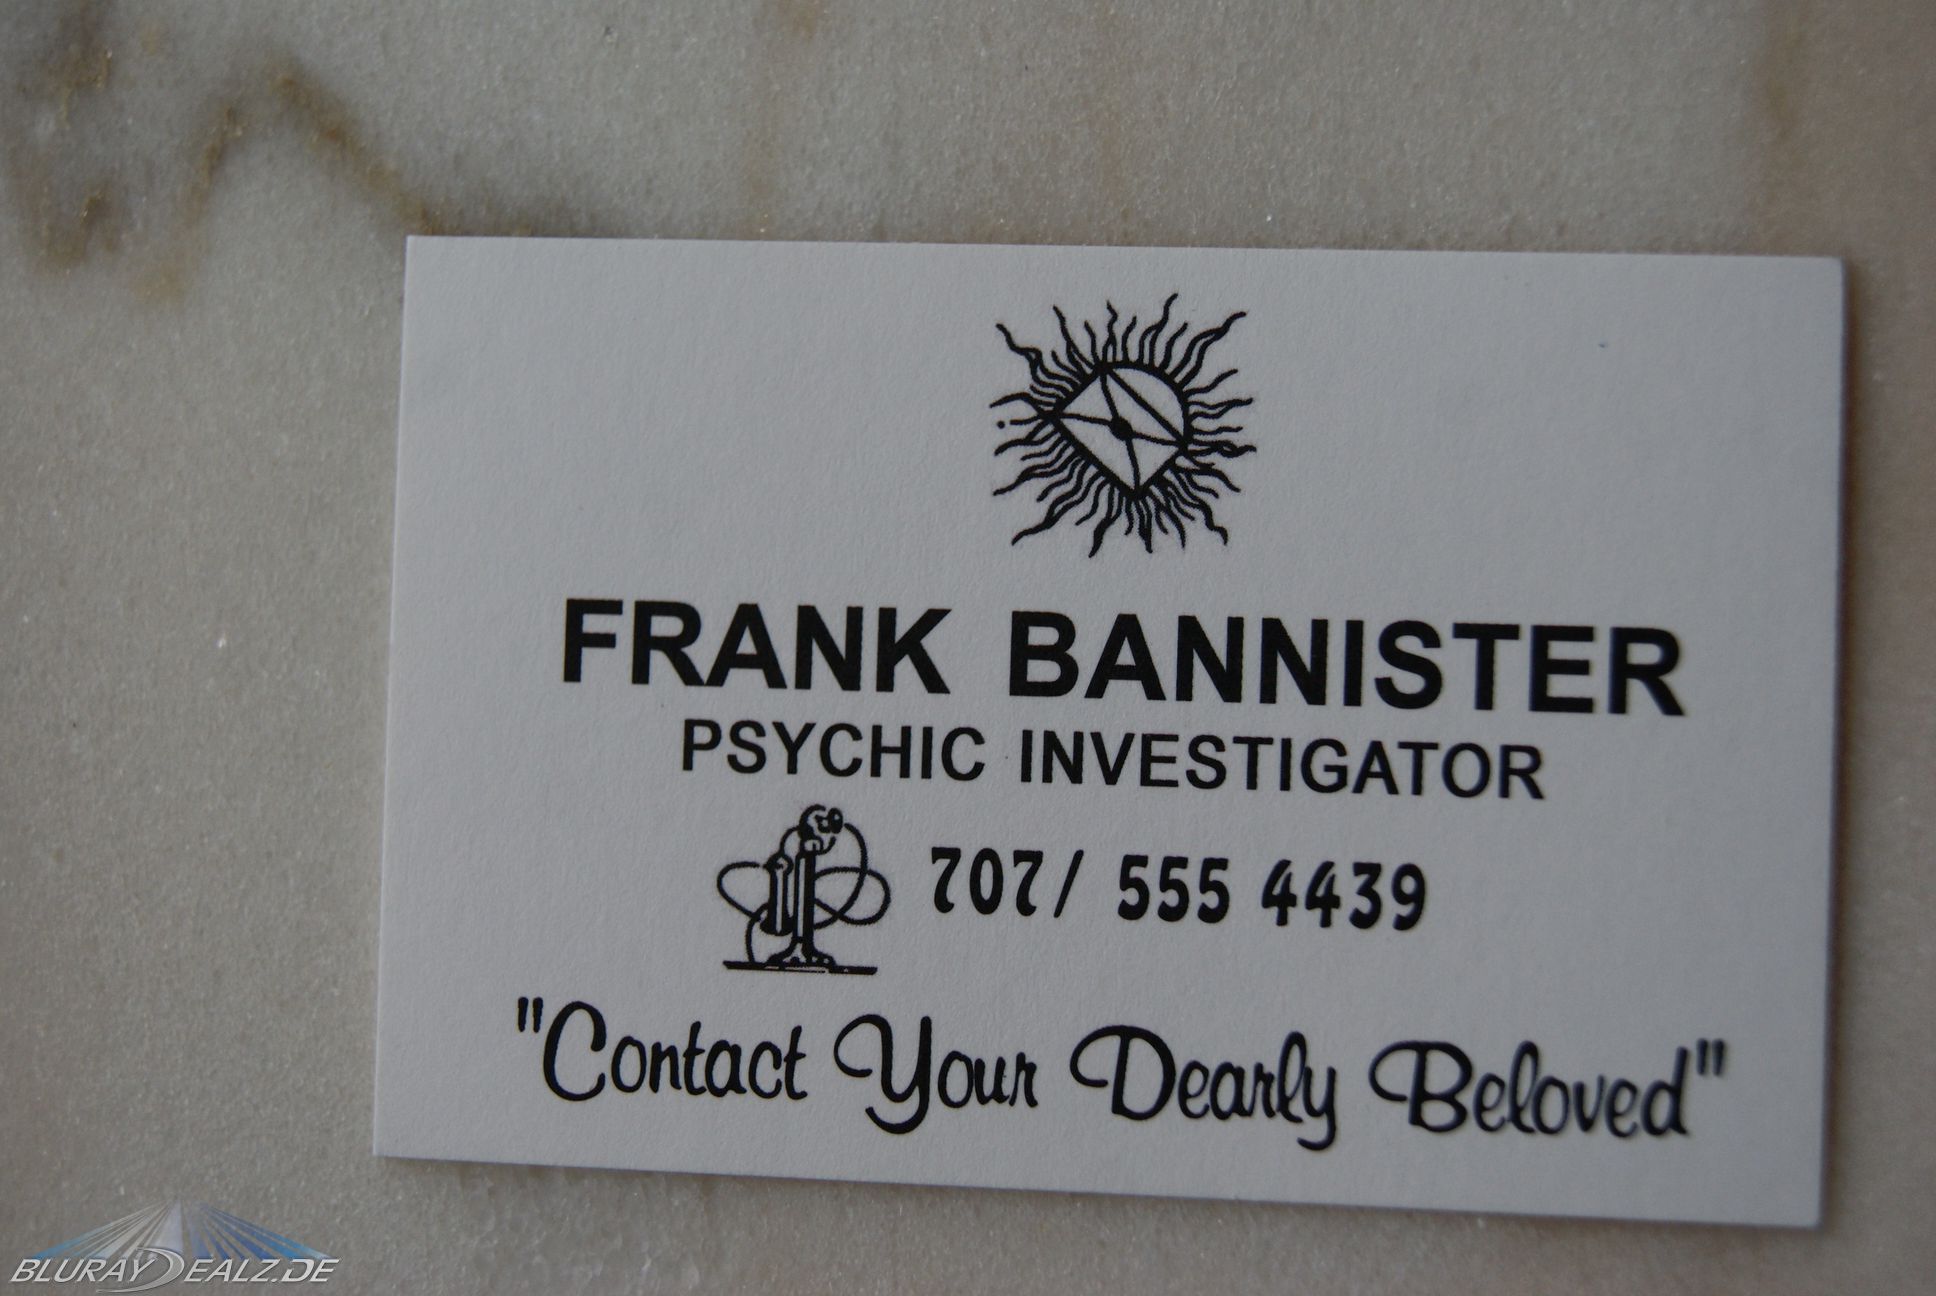 FRANK BANNISTER
PSYCHIC INVESTIGATOR
707/ 555 4439
"Contact Your Dearly Beloved"
BLURAYDEALZ.DE